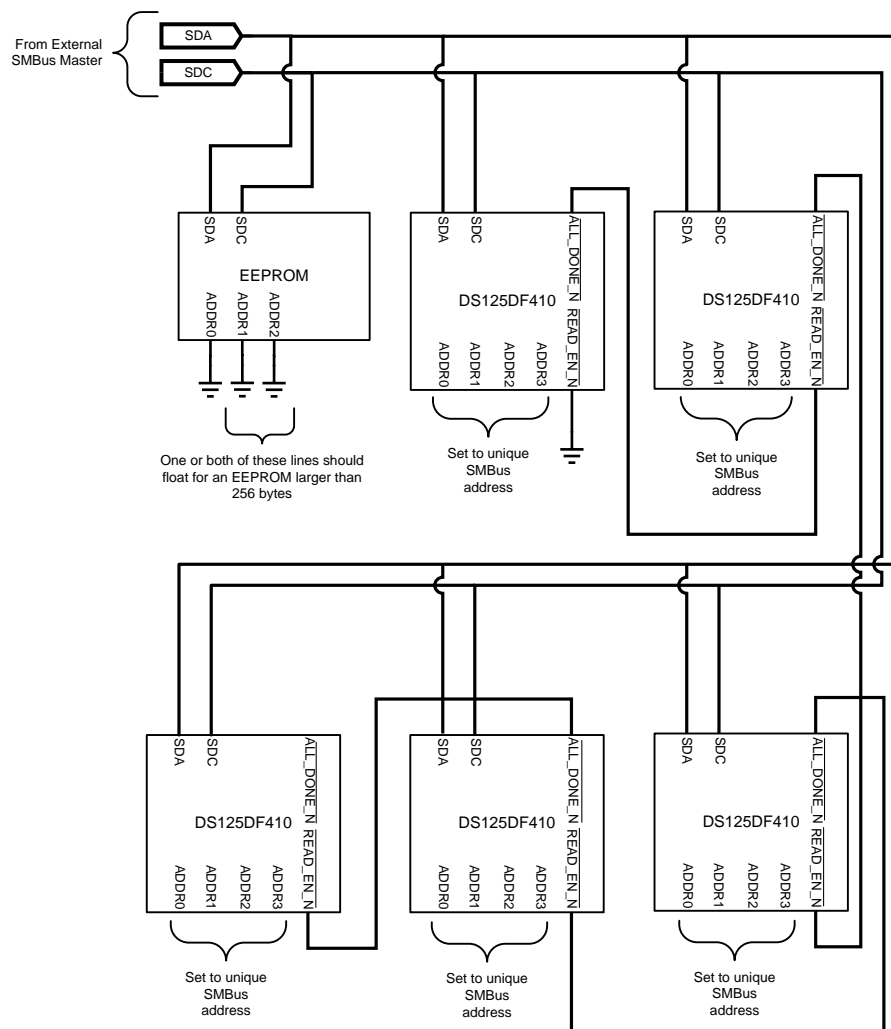 From External
SMBus Master
SDA
SDC
SDA
SDC
EEPROM
ADDR0
ADDR1
ADDR2
One or both of these lines should
float for an EEPROM larger than
256 bytes
SDA
SDC
ALL_DONE_N
DS125DF410
ADDR0
ADDR1
ADDR2
ADDR3
READ_EN_N
Set to unique
SMBus
address
SDA
SDC
ALL_DONE_N
DS125DF410
ADDR0
ADDR1
ADDR2
ADDR3
READ_EN_N
Set to unique
SMBus
address
SDA
SDC
ALL_DONE_N
DS125DF410
ADDR0
ADDR1
ADDR2
ADDR3
READ_EN_N
Set to unique
SMBus
address
SDA
SDC
ALL_DONE_N
DS125DF410
ADDR0
ADDR1
ADDR2
ADDR3
READ_EN_N
Set to unique
SMBus
address
SDA
SDC
ALL_DONE_N
DS125DF410
ADDR0
ADDR1
ADDR2
ADDR3
READ_EN_N
Set to unique
SMBus
address